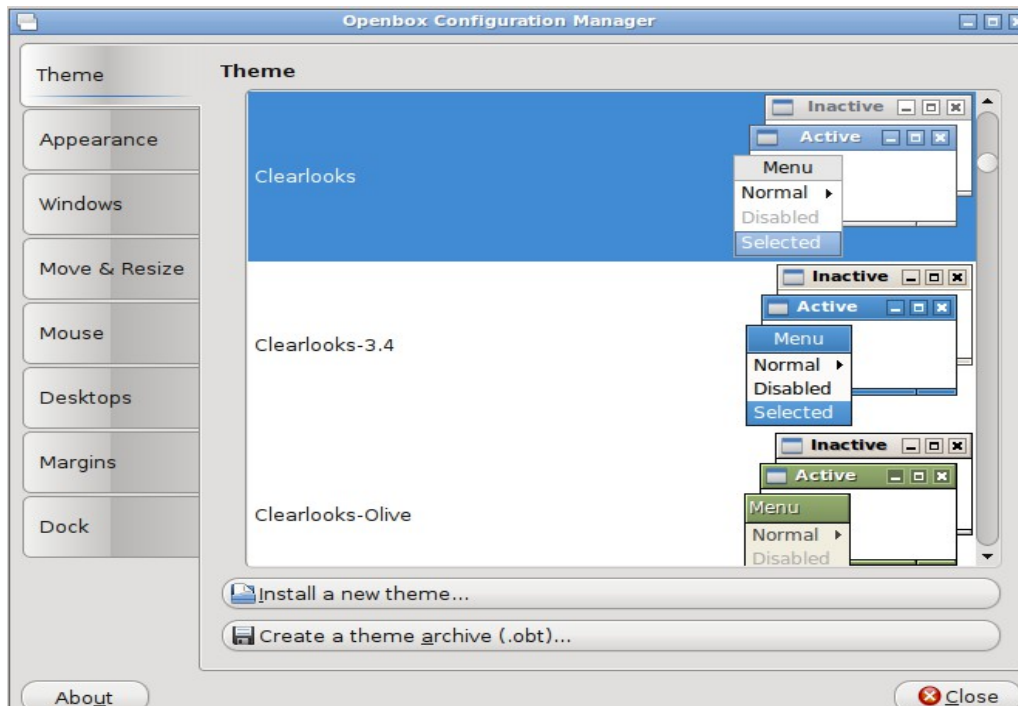 Openbox Configuration Manager
Theme
Appearance
Windows
Move & Resize
Mouse
Desktops
Margins
Dock
Theme
Clearlooks
Inactive
Active
Menu
Normal
Disabled
Selected
Clearlooks-3.4
Inactive
Active
Menu
Normal
Disabled
Selected
Clearlooks-Olive
Inactive
Active
Menu
Normal
Disabled
Install a new theme...
Create a theme archive (.obt)...
About
Close